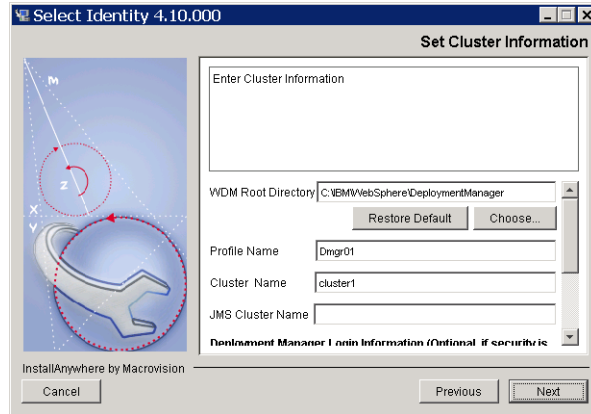 Select Identity 4.10.000
Set Cluster Information
M
Z
X
Y
Enter Cluster Information
WDM Root Directory C:\IBM\WebSphere\DeploymentManager
Restore Default Choose...
Profile Name Dmgr01
Cluster Name cluster1
JMS Cluster Name
Deployment Manager Login Information (Optional, if security is
InstallAnywhere by Macrovision
Cancel Previous Next